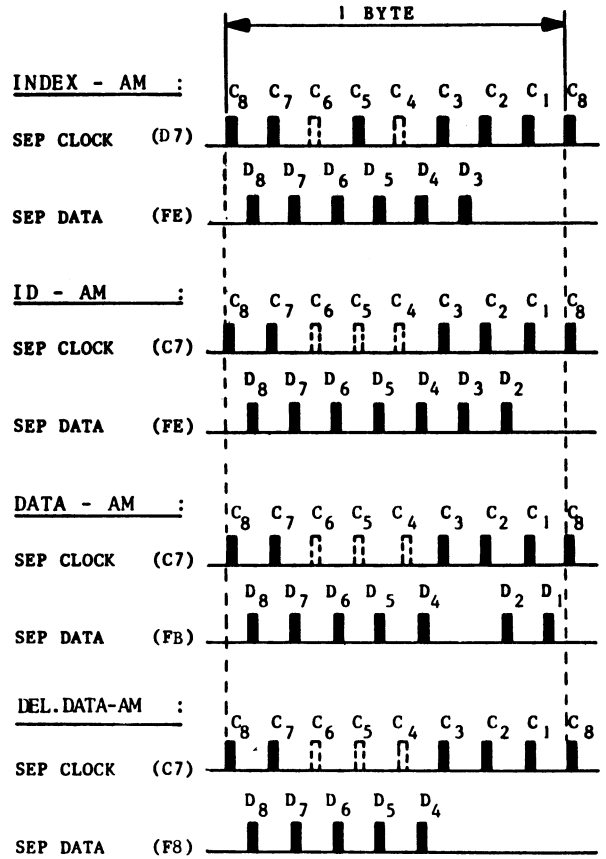 1 BYTE
INDEX - AM :
C8 C7 C6 C5 C4 C3 C2 C1 C8
SEP CLOCK (D7)
D8 D7 D6 D5 D4 D3
SEP DATA (FE)
ID - AM :
C8 C7 C6 C5 C4 C3 C2 C1 C8
SEP CLOCK (C7)
D8 D7 D6 D5 D4 D3 D2
SEP DATA (FE)
DATA - AM :
C8 C7 C6 C5 C4 C3 C2 C1 C8
SEP CLOCK (C7)
D8 D7 D6 D5 D4 D2 D1
SEP DATA (FB)
DEL.DATA-AM :
C8 C7 C6 C5 C4 C3 C2 C1 C8
SEP CLOCK (C7)
D8 D7 D6 D5 D4
SEP DATA (F8)